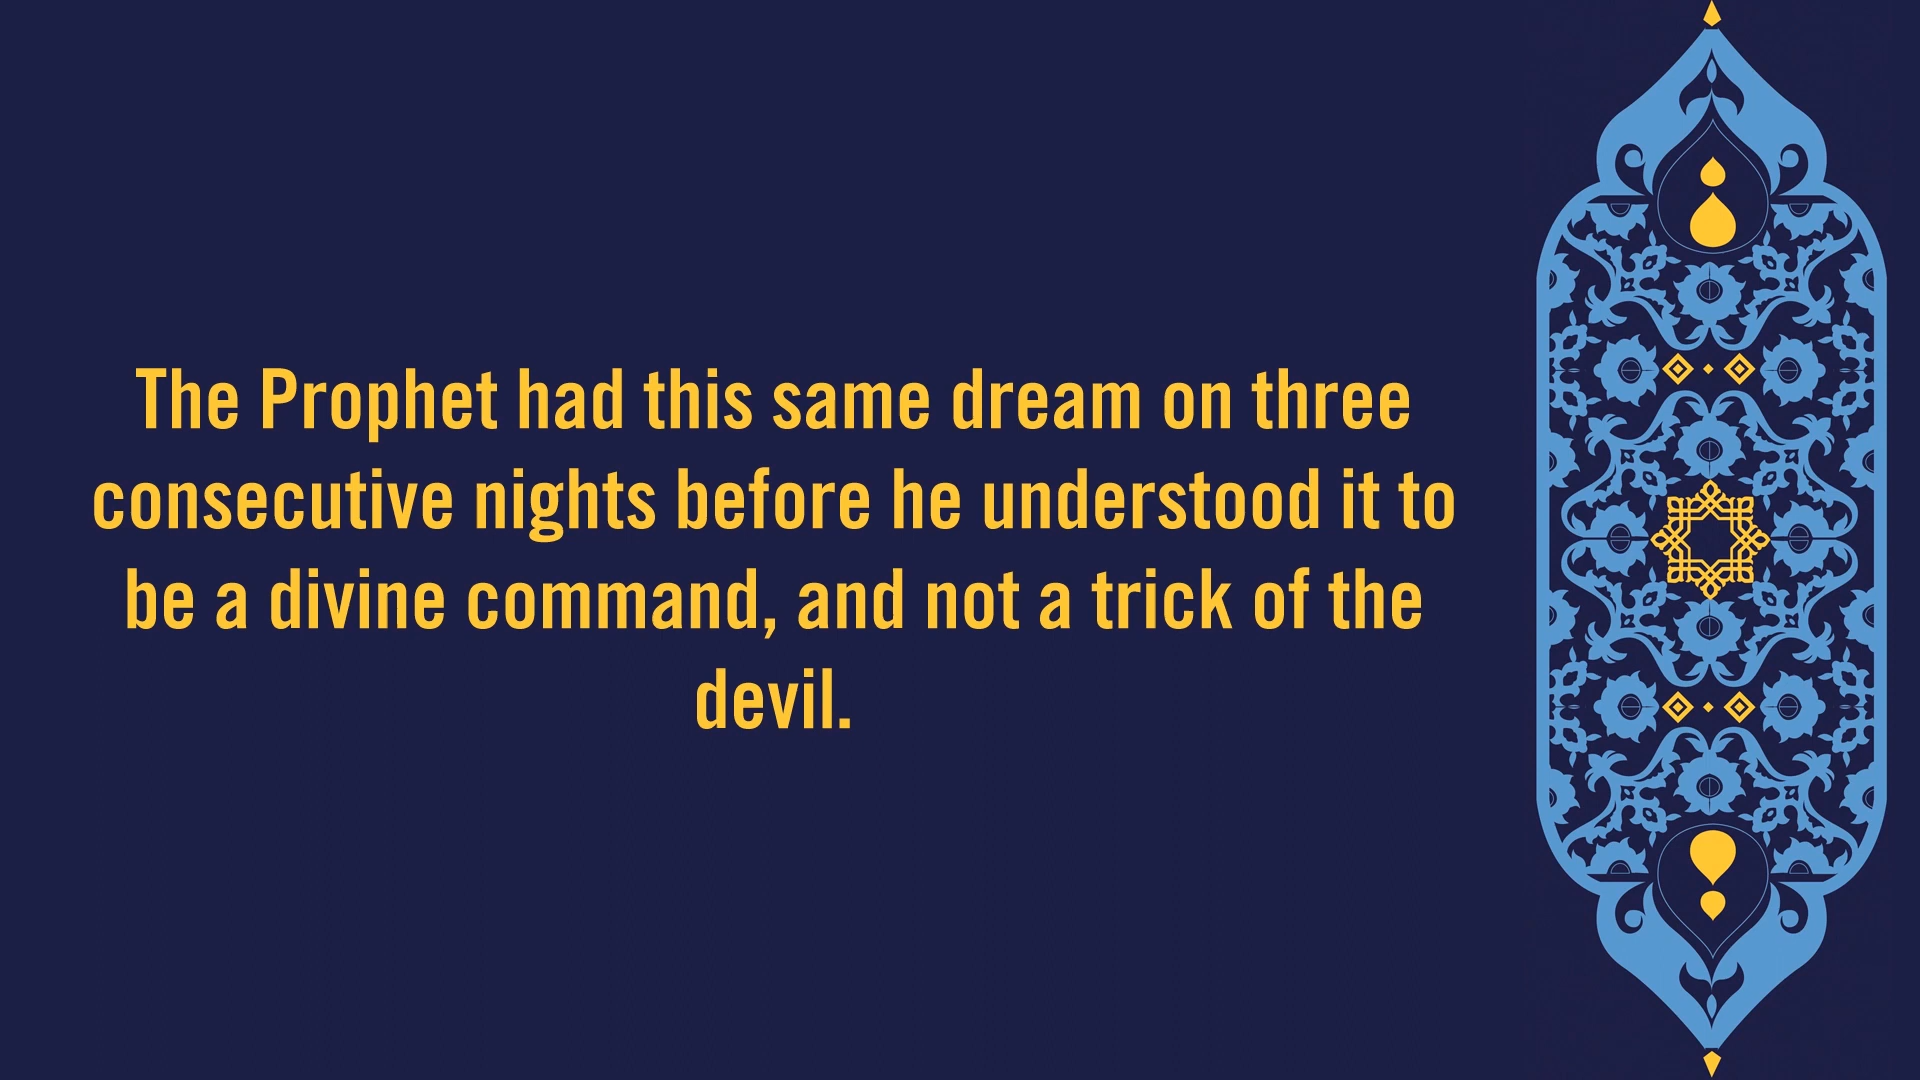 The Prophet had this same dream on three
consecutive nights before he understood it to
be a divine command, and not a trick of the
devil.